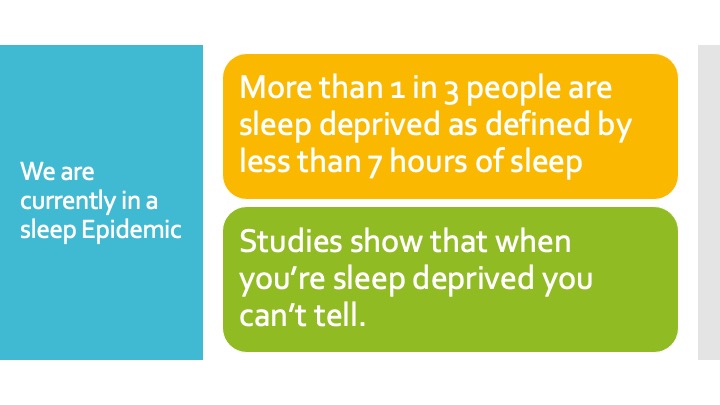 We are
currently in a
sleep Epidemic
More than 1 in 3 people are
sleep deprived as defined by
less than 7 hours of sleep
Studies show that when
you’re sleep deprived you
can’t tell.